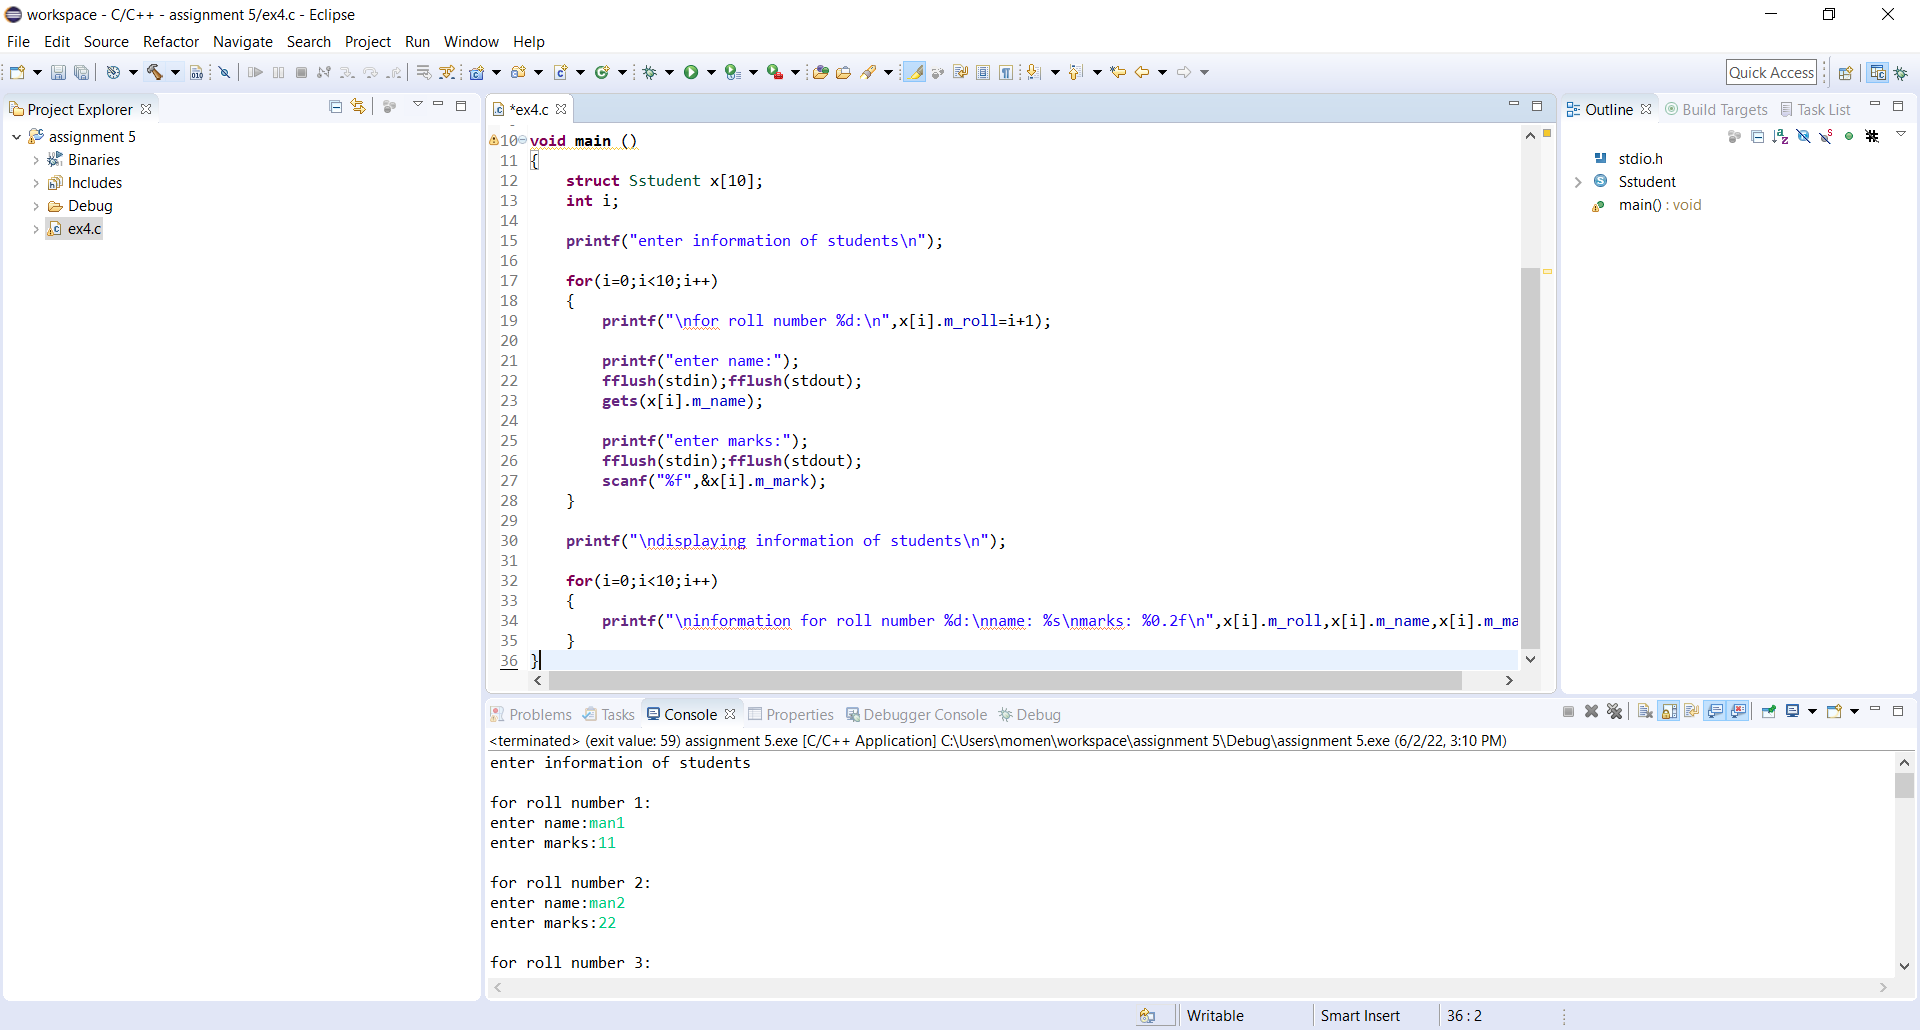 workspace - C/C++ - assignment 5/ex4.c - Eclipse
File Edit Source Refactor Navigate Search Project Run Window Help
Quick Access
Project Explorer
assignment 5
Binaries
Includes
Debug
ex4.c
*ex4.c
10 void main ()
11 {
12     struct Sstudent x[10];
13     int i;
14
15     printf("enter information of students\n");
16
17     for(i=0;i<10;i++)
18     {
19         printf("\nfor roll number %d:\n",x[i].m_roll=i+1);
20
21         printf("enter name:");
22         fflush(stdin);fflush(stdout);
23         gets(x[i].m_name);
24
25         printf("enter marks:");
26         fflush(stdin);fflush(stdout);
27         scanf("%f",&x[i].m_mark);
28     }
29
30     printf("\ndisplaying information of students\n");
31
32     for(i=0;i<10;i++)
33     {
34         printf("\ninformation for roll number %d:\nname: %s\nmarks: %0.2f\n",x[i].m_roll,x[i].m_name,x[i].m_ma
35     }
36 }
Outline Build Targets Task List
stdio.h
Sstudent
main() : void
Problems Tasks Console Properties Debugger Console Debug
<terminated> (exit value: 59) assignment 5.exe [C/C++ Application] C:\Users\momen\workspace\assignment 5\Debug\assignment 5.exe (6/2/22, 3:10 PM)
enter information of students
for roll number 1:
enter name:man1
enter marks:11
for roll number 2:
enter name:man2
enter marks:22
for roll number 3:
Writable Smart Insert 36 : 2